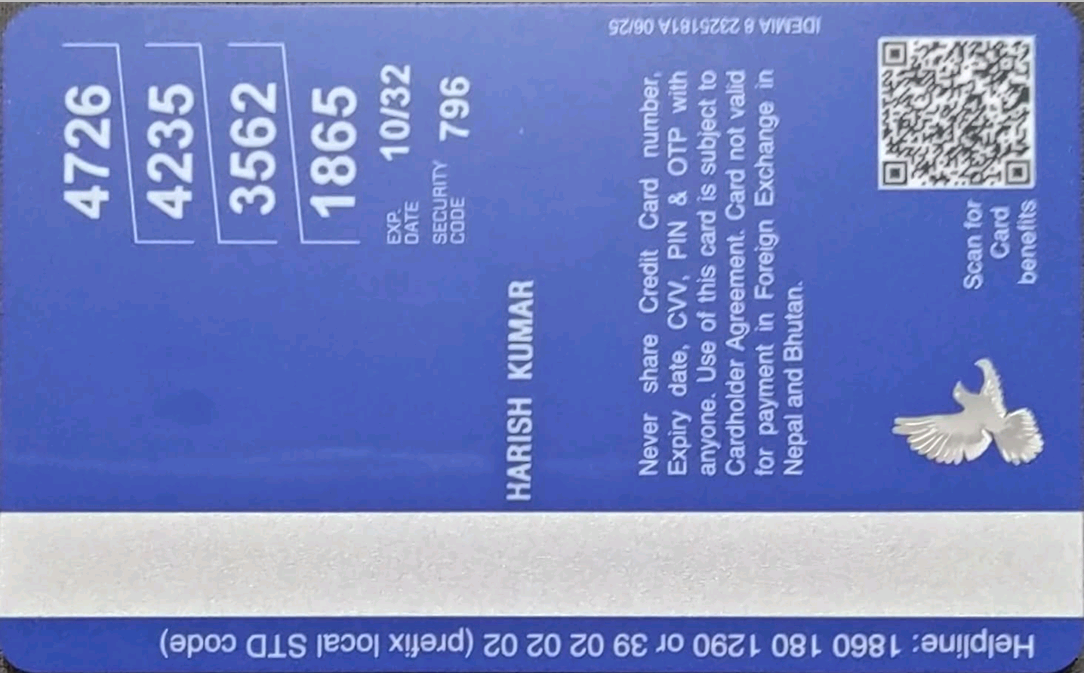 4726
4235
3562
1865
EXP. DATE 10/32
SECURITY CODE 796
HARISH KUMAR
Never share Credit Card number,
Expiry date, CVV, PIN & OTP with
anyone. Use of this card is subject to
Cardholder Agreement. Card not valid
for payment in Foreign Exchange in
Nepal and Bhutan.
IDEMIA 8 2325181A 06/25
Scan for
Card
benefits
Helpline: 1860 180 1290 or 39 02 02 02 (prefix local STD code)